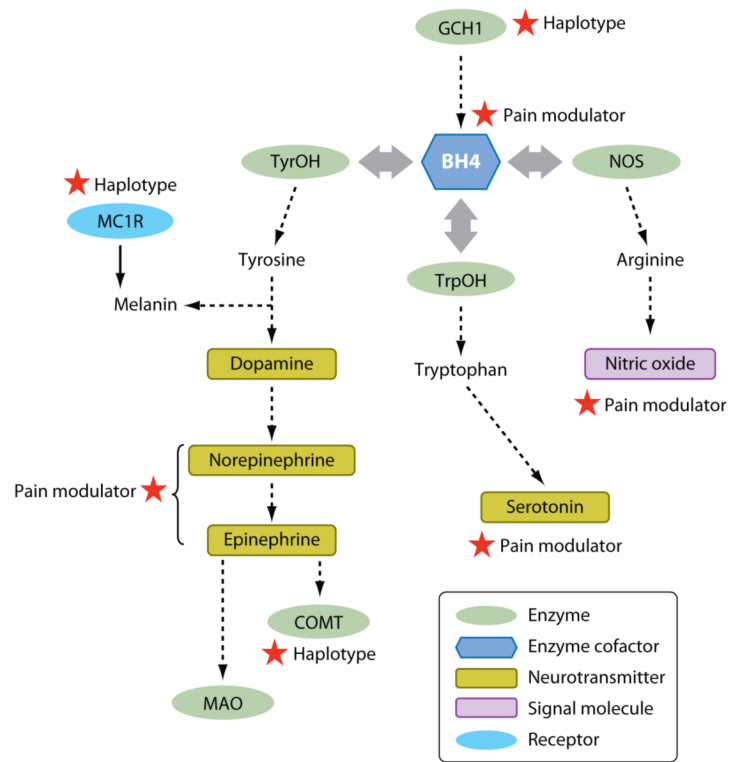 GCH1
Haplotype
Pain modulator
TyrOH
BH4
NOS
Haplotype
MC1R
Tyrosine
Arginine
TrpOH
Melanin
Dopamine
Tryptophan
Nitric oxide
Pain modulator
Norepinephrine
Pain modulator
Serotonin
Epinephrine
Pain modulator
COMT
Haplotype
MAO
Enzyme
Enzyme cofactor
Neurotransmitter
Signal molecule
Receptor